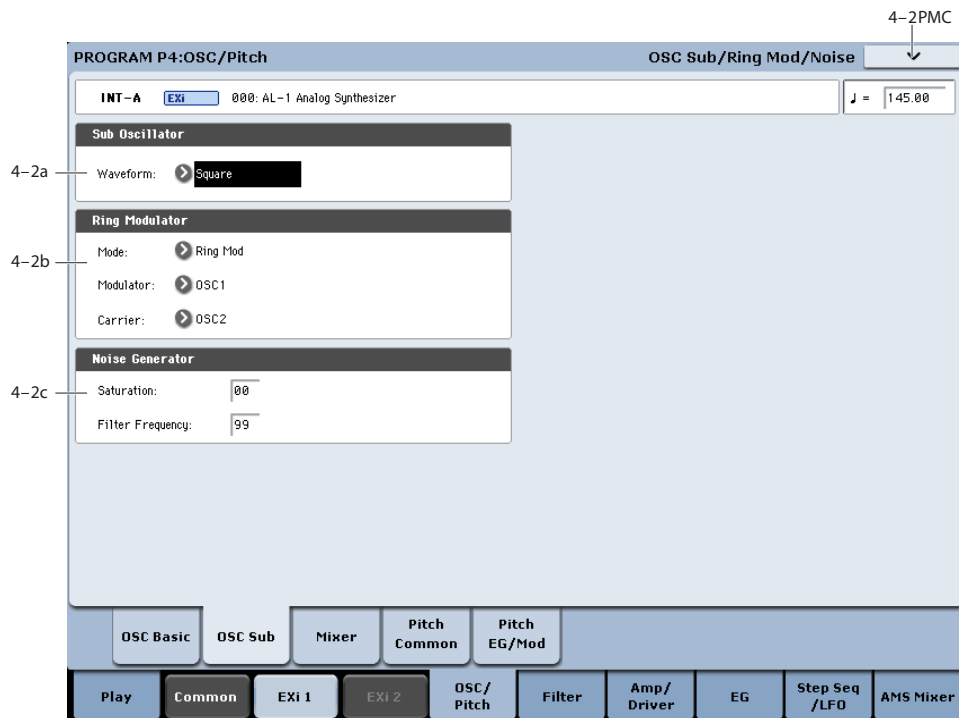 4–2PMC
PROGRAM P4:OSC/Pitch
OSC Sub/Ring Mod/Noise
INT-A EXi 000: AL-1 Analog Synthesizer
♩ = 145.00
Sub Oscillator
4–2a
Waveform: Square
Ring Modulator
Mode: Ring Mod
4–2b
Modulator: OSC1
Carrier: OSC2
Noise Generator
4–2c
Saturation: 00
Filter Frequency: 99
OSC Basic
OSC Sub
Mixer
Pitch
Common
Pitch
EG/Mod
Play
Common
EXi 1
EXi 2
OSC/
Pitch
Filter
Amp/
Driver
EG
Step Seq
/LFO
AMS Mixer